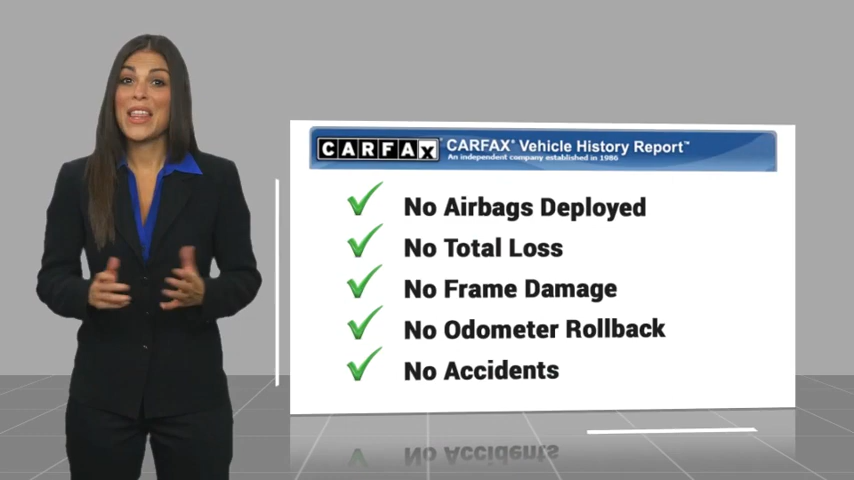 CARFAX CARFAX® Vehicle History Report™
An independent company established in 1986
No Airbags Deployed
No Total Loss
No Frame Damage
No Odometer Rollback
No Accidents
No Accidents